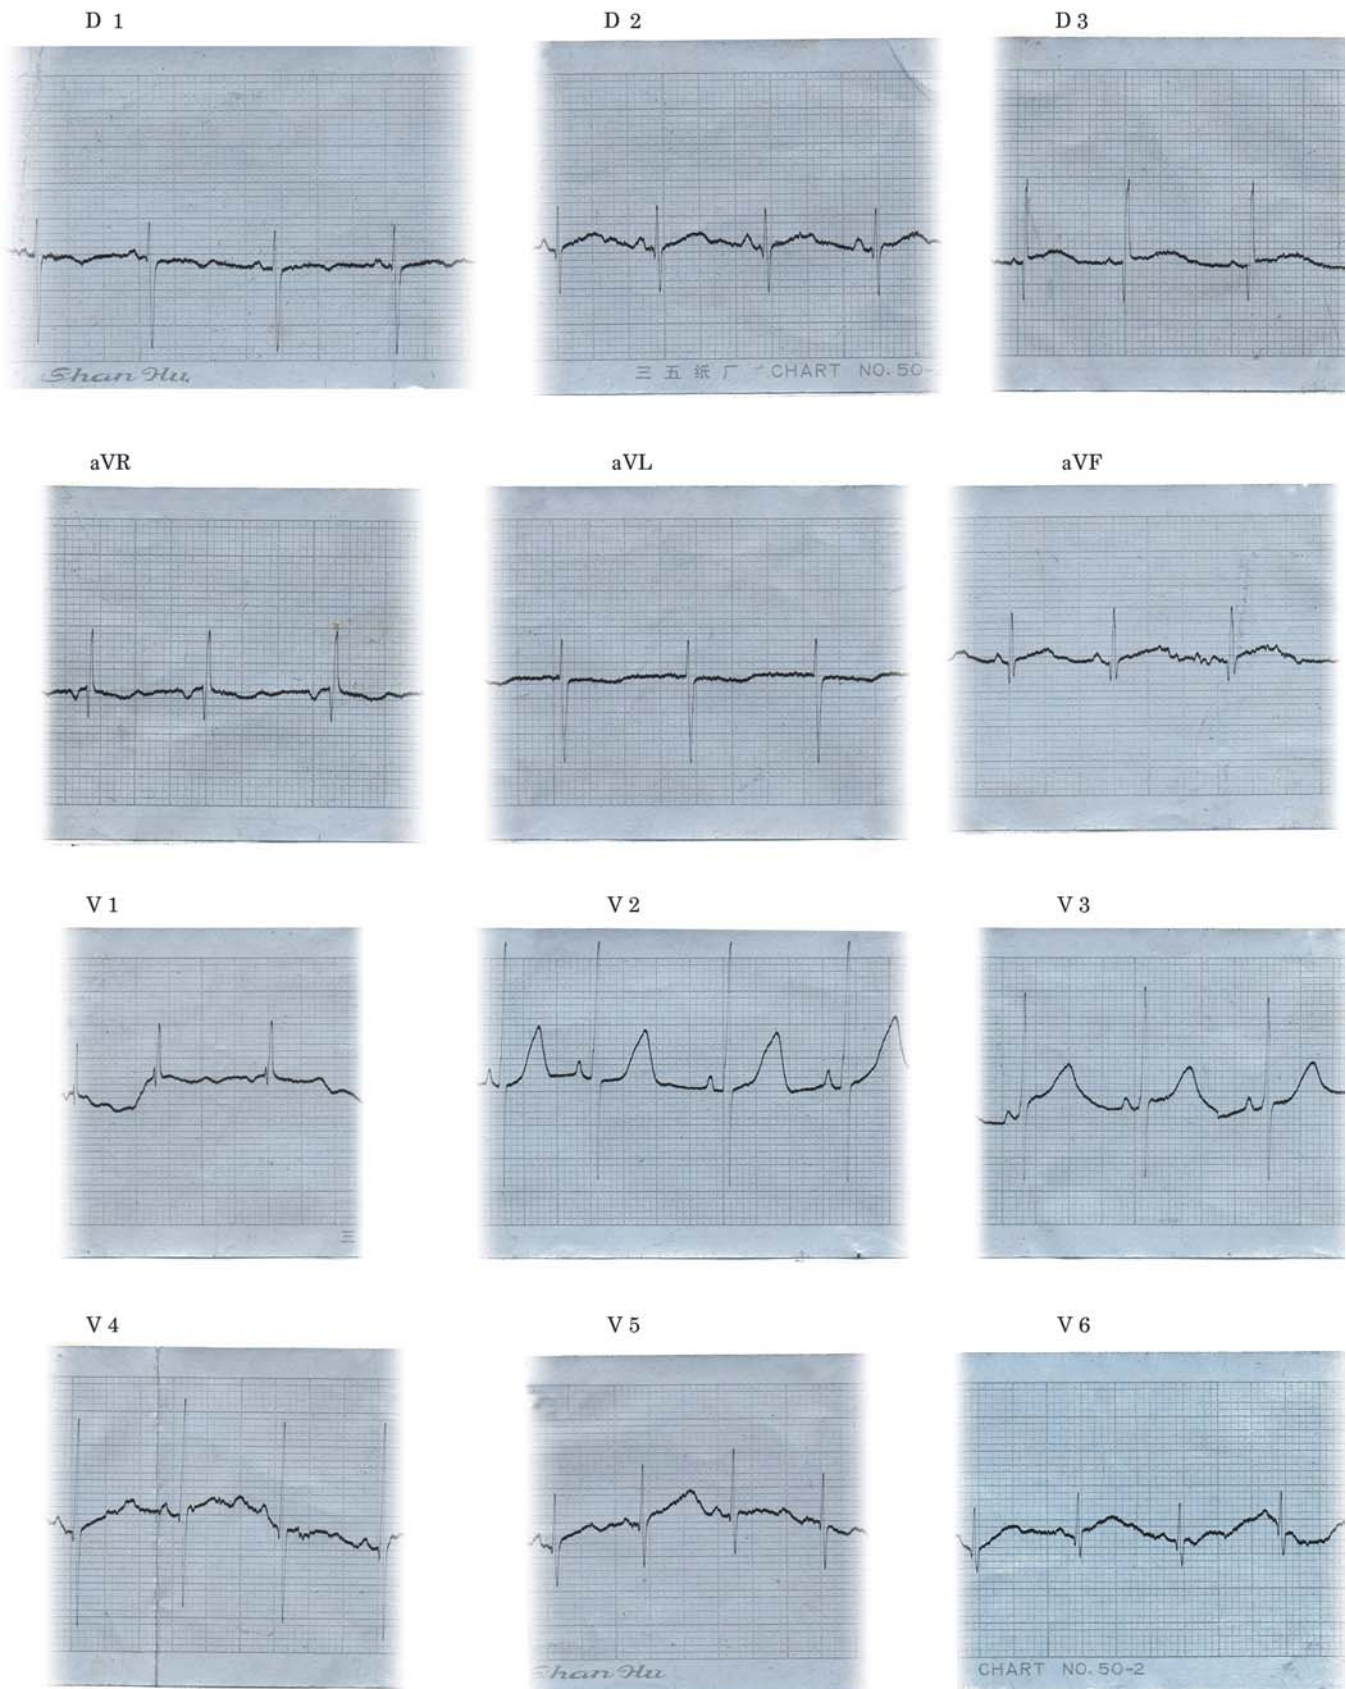 D 1
D 2
D 3
Shan Hu
三五纸厂 CHART NO. 50-
aVR
aVL
aVF
V 1
V 2
V 3
三
V 4
V 5
V 6
Shan Hu
CHART NO. 50-2